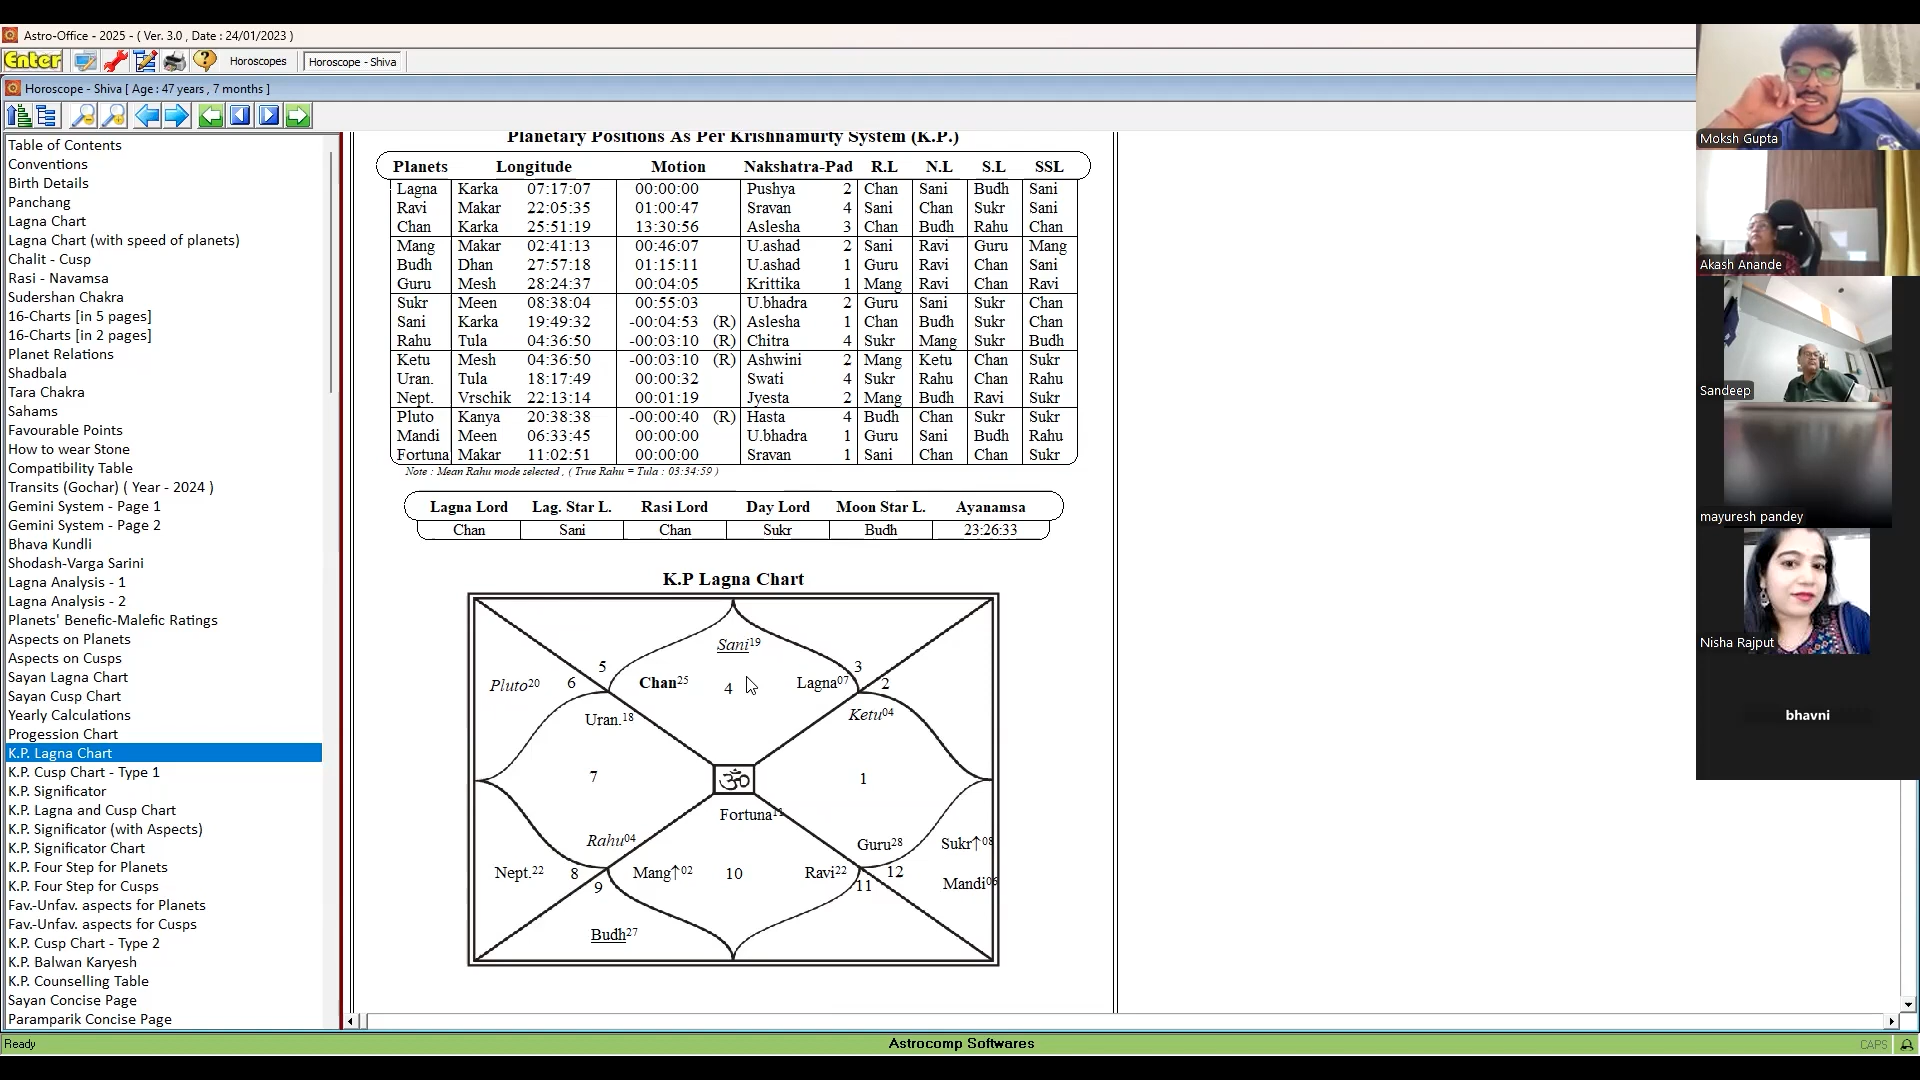 Astro-Office - 2025 - ( Ver. 3.0 , Date : 24/01/2023 )
Enter Horoscopes Horoscope - Shiva
Horoscope - Shiva [ Age : 47 years , 7 months ]
Table of Contents
Conventions
Birth Details
Panchang
Lagna Chart
Lagna Chart (with speed of planets)
Chalit - Cusp
Rasi - Navamsa
Sudershan Chakra
16-Charts [in 5 pages]
16-Charts [in 2 pages]
Planet Relations
Shadbala
Tara Chakra
Sahams
Favourable Points
How to wear Stone
Compatibility Table
Transits (Gochar) ( Year - 2024 )
Gemini System - Page 1
Gemini System - Page 2
Bhava Kundli
Shodash-Varga Sarini
Lagna Analysis - 1
Lagna Analysis - 2
Planets' Benefic-Malefic Ratings
Aspects on Planets
Aspects on Cusps
Sayan Lagna Chart
Sayan Cusp Chart
Yearly Calculations
Progession Chart
K.P. Lagna Chart
K.P. Cusp Chart - Type 1
K.P. Significator
K.P. Lagna and Cusp Chart
K.P. Significator (with Aspects)
K.P. Significator Chart
K.P. Four Step for Planets
K.P. Four Step for Cusps
Fav.-Unfav. aspects for Planets
Fav.-Unfav. aspects for Cusps
K.P. Cusp Chart - Type 2
K.P. Balwan Karyesh
K.P. Counselling Table
Sayan Concise Page
Paramparik Concise Page
Planetary Positions As Per Krishnamurty System (K.P.)
Planets Longitude Motion Nakshatra-Pad R.L N.L S.L SSL
Lagna Karka 07:17:07 00:00:00 Pushya 2 Chan Sani Budh Sani
Ravi Makar 22:05:35 01:00:47 Sravan 4 Sani Chan Sukr Sani
Chan Karka 25:51:19 13:30:56 Aslesha 3 Chan Budh Rahu Chan
Mang Makar 02:41:13 00:46:07 U.ashad 2 Sani Ravi Guru Mang
Budh Dhan 27:57:18 01:15:11 U.ashad 1 Guru Ravi Chan Sani
Guru Mesh 28:24:37 00:04:05 Krittika 1 Mang Ravi Chan Ravi
Sukr Meen 08:38:04 00:55:03 U.bhadra 2 Guru Sani Sukr Chan
Sani Karka 19:49:32 -00:04:53 (R) Aslesha 1 Chan Budh Sukr Chan
Rahu Tula 04:36:50 -00:03:10 (R) Chitra 4 Sukr Mang Sukr Budh
Ketu Mesh 04:36:50 -00:03:10 (R) Ashwini 2 Mang Ketu Chan Sukr
Uran. Tula 18:17:49 00:00:32 Swati 4 Sukr Rahu Chan Rahu
Nept. Vrschik 22:13:14 00:01:19 Jyesta 2 Mang Budh Ravi Sukr
Pluto Kanya 20:38:38 -00:00:40 (R) Hasta 4 Budh Chan Sukr Sukr
Mandi Meen 06:33:45 00:00:00 U.bhadra 1 Guru Sani Budh Rahu
Fortuna Makar 11:02:51 00:00:00 Sravan 1 Sani Chan Chan Sukr
Note : Mean Rahu mode selected , ( True Rahu = Tula : 03:34:59 )
Lagna Lord Lag. Star L. Rasi Lord Day Lord Moon Star L. Ayanamsa
Chan Sani Chan Sukr Budh 23:26:33
K.P Lagna Chart
Sani19
5 3
Pluto20 6 Chan25 4 Lagna07 2
Uran.18 Ketu04
7 1
ॐ
Fortuna11
Rahu04 Guru28 Sukr↑08
Nept.22 8 Mang↑02 10 Ravi22 12
9 11 Mandi06
Budh27
Moksh Gupta
Akash Anande
Sandeep
mayuresh pandey
Nisha Rajput
bhavni
Ready Astrocomp Softwares CAPS